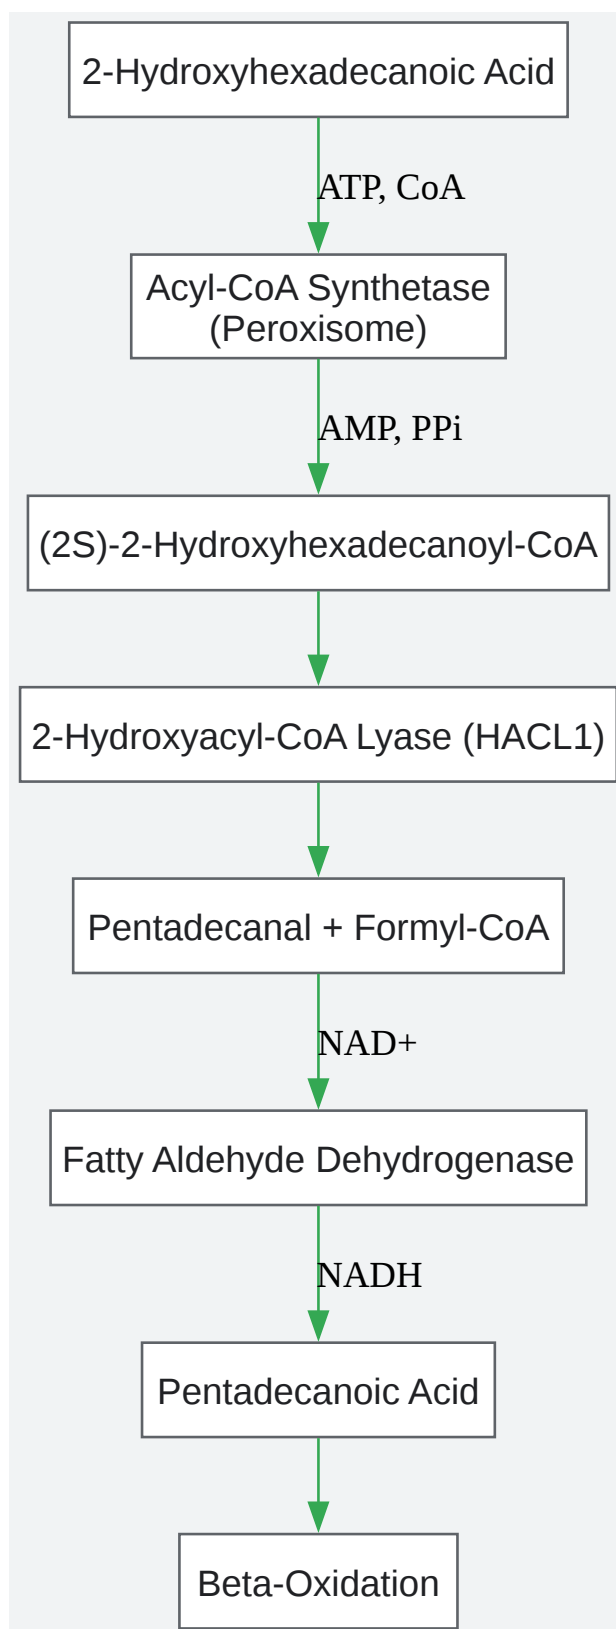 2-Hydroxyhexadecanoic Acid
ATP, CoA
Acyl-CoA Synthetase
(Peroxisome)
AMP, PPi
(2S)-2-Hydroxyhexadecanoyl-CoA
2-Hydroxyacyl-CoA Lyase (HACL1)
Pentadecanal + Formyl-CoA
NAD+
Fatty Aldehyde Dehydrogenase
NADH
Pentadecanoic Acid
Beta-Oxidation